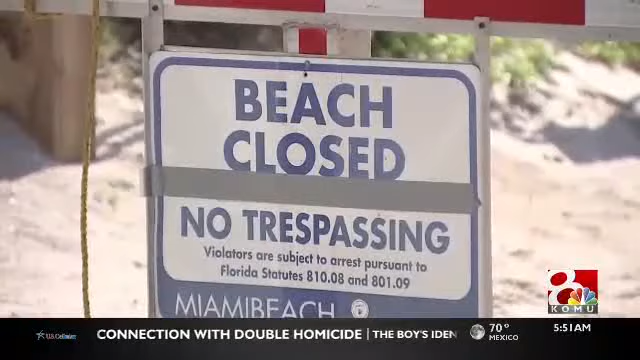 BEACH
CLOSED
NO TRESPASSING
Violators are subject to arrest pursuant to
Florida Statutes 810.08 and 801.09
MIAMIBEACH
8
KOMU
U.S. Cellular
CONNECTION WITH DOUBLE HOMICIDE | THE BOY'S IDEN
70°
MEXICO
5:51AM